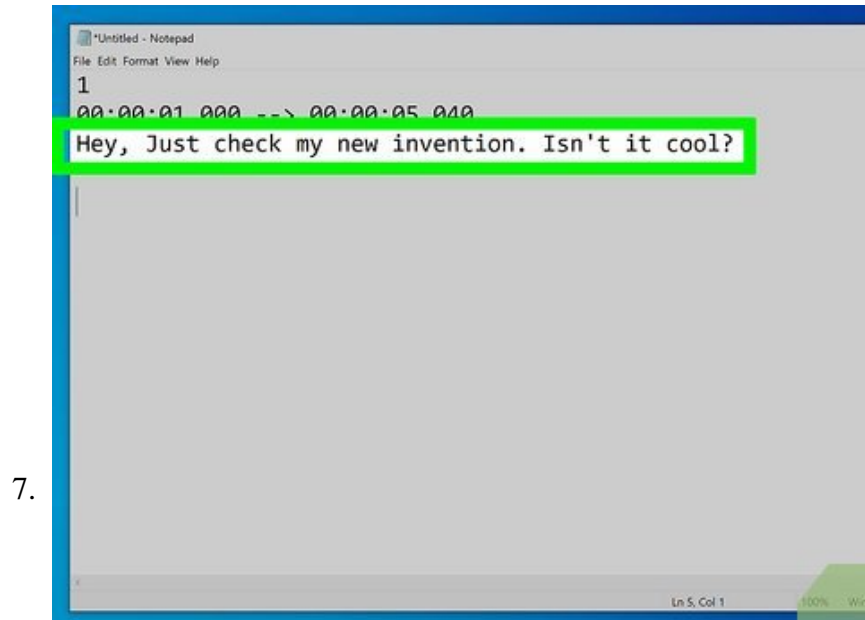 *Untitled - Notepad
File Edit Format View Help
1
00:00:01.000 --> 00:00:05.040
Hey, Just check my new invention. Isn't it cool?
7.
Ln 5, Col 1
100%